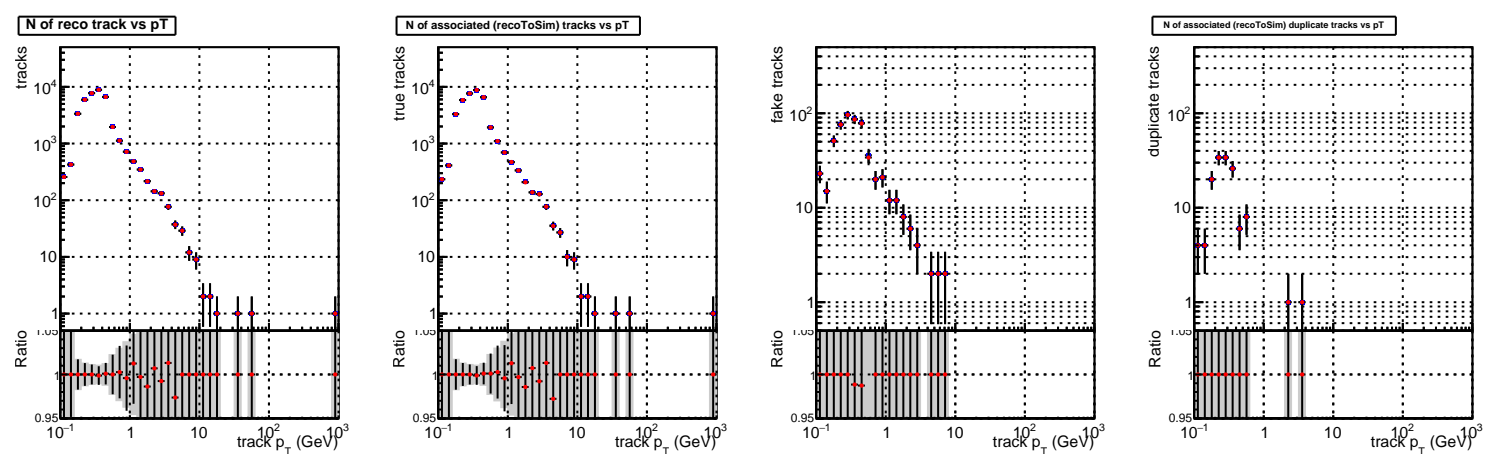 N of reco track vs pT
tracks
10^4
10^3
10^2
10
1
Ratio
1.05
1
0.95
10^-1 1 10 10^2 10^3
track p_T (GeV)
N of associated (recoToSim) tracks vs pT
true tracks
10^4
10^3
10^2
10
1
Ratio
1.05
1
0.95
10^-1 1 10 10^2 10^3
track p_T (GeV)
fake tracks
10^2
10
1
Ratio
1.05
1
0.95
10^-1 1 10 10^2 10^3
track p_T (GeV)
N of associated (recoToSim) duplicate tracks vs pT
duplicate tracks
10^2
10
1
Ratio
1.05
1
0.95
10^-1 1 10 10^2 10^3
track p_T (GeV)